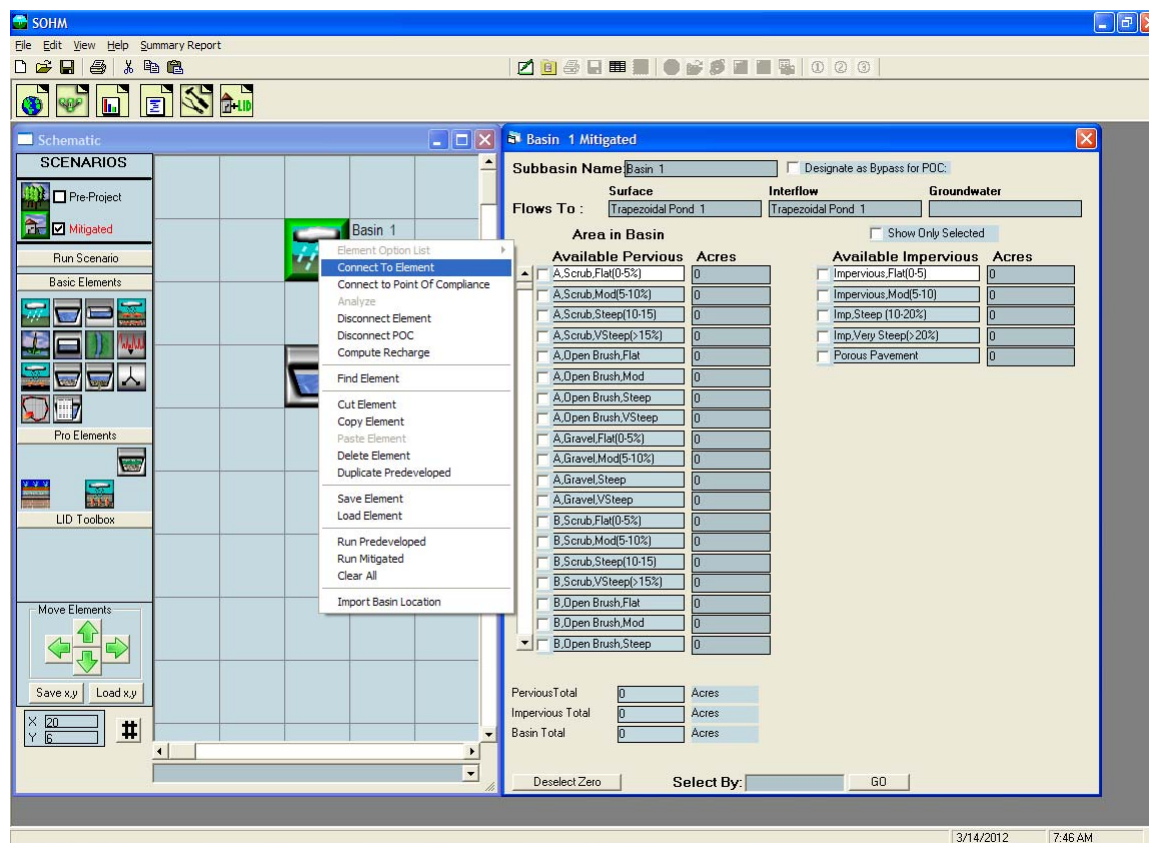 SOHM
File Edit View Help Summary Report
+LID
Schematic
SCENARIOS
Pre-Project
Mitigated
Run Scenario
Basic Elements
Pro Elements
LID Toolbox
Move Elements
Save x,y Load x,y
X 20
Y 6
#
Basin 1
Element Option List
Connect To Element
Connect to Point Of Compliance
Analyze
Disconnect Element
Disconnect POC
Compute Recharge
Find Element
Cut Element
Copy Element
Paste Element
Delete Element
Duplicate Predeveloped
Save Element
Load Element
Run Predeveloped
Run Mitigated
Clear All
Import Basin Location
Basin 1 Mitigated
Subbasin Name: Basin 1 Designate as Bypass for POC:
Surface Interflow Groundwater
Flows To : Trapezoidal Pond 1 Trapezoidal Pond 1
Area in Basin Show Only Selected
Available Pervious Acres Available Impervious Acres
A,Scrub,Flat(0-5%) 0 Impervious,Flat(0-5) 0
A,Scrub,Mod(5-10%) 0 Impervious,Mod(5-10) 0
A,Scrub,Steep(10-15) 0 Imp,Steep (10-20%) 0
A,Scrub,VSteep(>15%) 0 Imp,Very Steep(>20%) 0
A,Open Brush,Flat 0 Porous Pavement 0
A,Open Brush,Mod 0
A,Open Brush,Steep 0
A,Open Brush,VSteep 0
A,Gravel,Flat(0-5%) 0
A,Gravel,Mod(5-10%) 0
A,Gravel,Steep 0
A,Gravel,VSteep 0
B,Scrub,Flat(0-5%) 0
B,Scrub,Mod(5-10%) 0
B,Scrub,Steep(10-15) 0
B,Scrub,VSteep(>15%) 0
B,Open Brush,Flat 0
B,Open Brush,Mod 0
B,Open Brush,Steep 0
PerviousTotal 0 Acres
Impervious Total 0 Acres
Basin Total 0 Acres
Deselect Zero Select By: GO
3/14/2012 7:46 AM